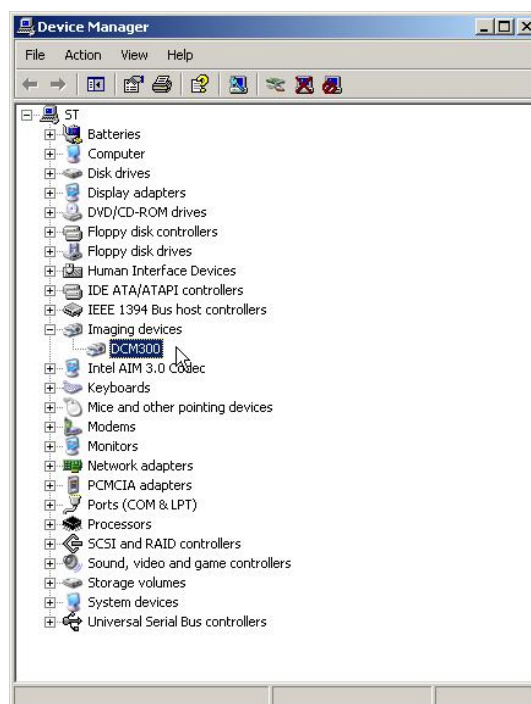 Device Manager
File Action View Help
ST
Batteries
Computer
Disk drives
Display adapters
DVD/CD-ROM drives
Floppy disk controllers
Floppy disk drives
Human Interface Devices
IDE ATA/ATAPI controllers
IEEE 1394 Bus host controllers
Imaging devices
DCM300
Intel AIM 3.0 Codec
Keyboards
Mice and other pointing devices
Modems
Monitors
Network adapters
PCMCIA adapters
Ports (COM & LPT)
Processors
SCSI and RAID controllers
Sound, video and game controllers
Storage volumes
System devices
Universal Serial Bus controllers